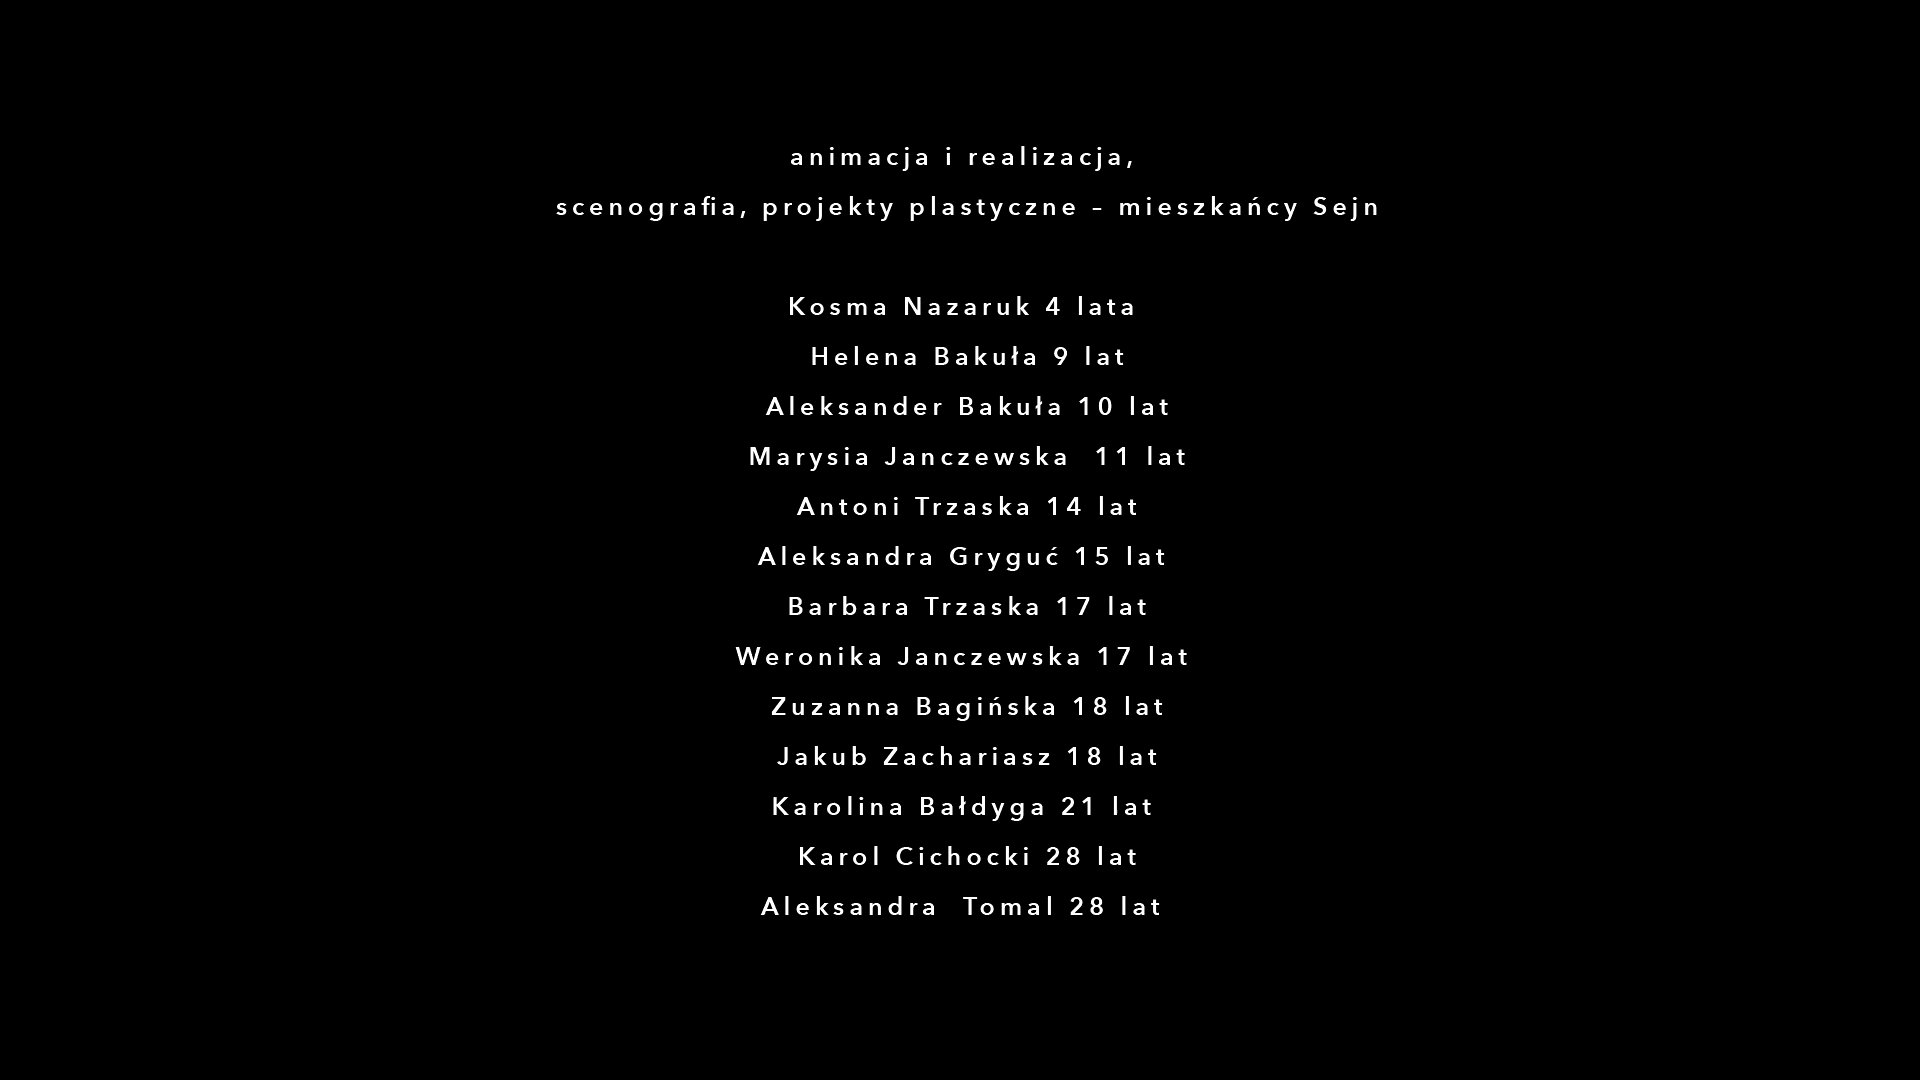 animacja i realizacja,
scenografia, projekty plastyczne – mieszkańcy Sejn
Kosma Nazaruk 4 lata
Helena Bakuła 9 lat
Aleksander Bakuła 10 lat
Marysia Janczewska  11 lat
Antoni Trzaska 14 lat
Aleksandra Gryguć 15 lat
Barbara Trzaska 17 lat
Weronika Janczewska 17 lat
Zuzanna Bagińska 18 lat
Jakub Zachariasz 18 lat
Karolina Bałdyga 21 lat
Karol Cichocki 28 lat
Aleksandra  Tomal 28 lat